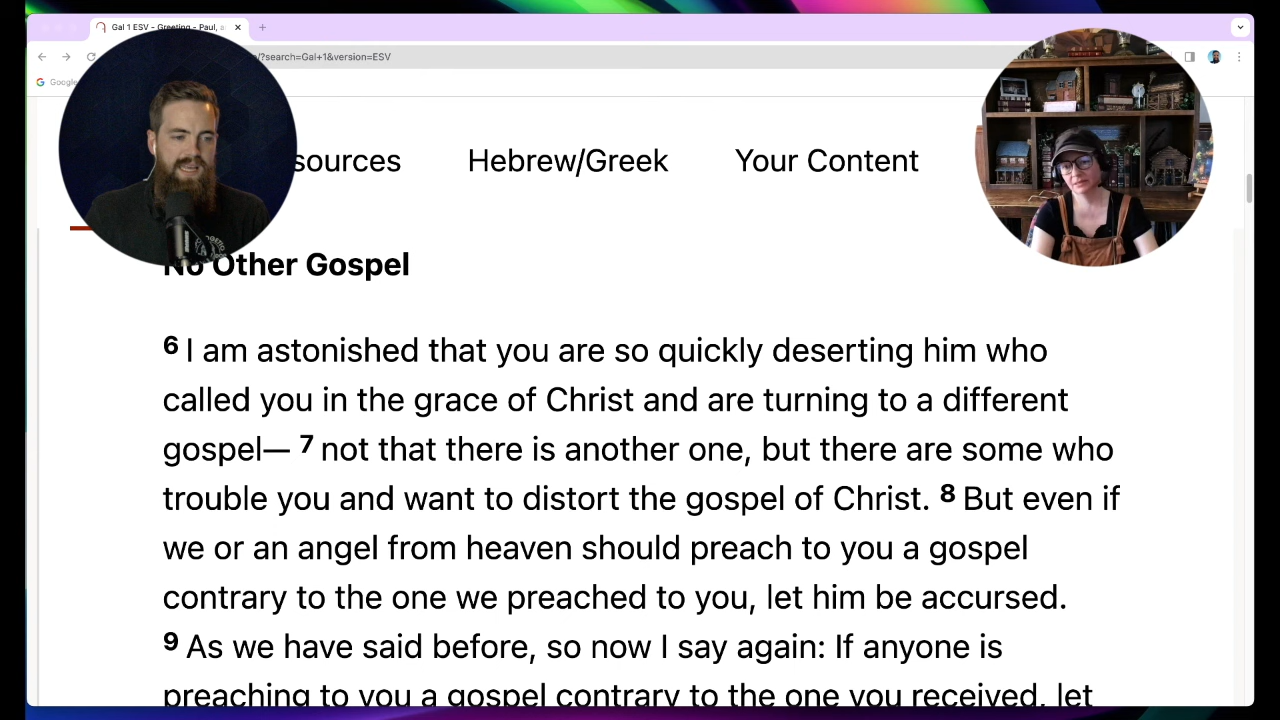 Gal 1 ESV - Greeting - Paul, a
/?search=Gal+1&version=ESV
Google
sources Hebrew/Greek Your Content
No Other Gospel
6 I am astonished that you are so quickly deserting him who
called you in the grace of Christ and are turning to a different
gospel— 7 not that there is another one, but there are some who
trouble you and want to distort the gospel of Christ. 8 But even if
we or an angel from heaven should preach to you a gospel
contrary to the one we preached to you, let him be accursed.
9 As we have said before, so now I say again: If anyone is
preaching to you a gospel contrary to the one you received, let